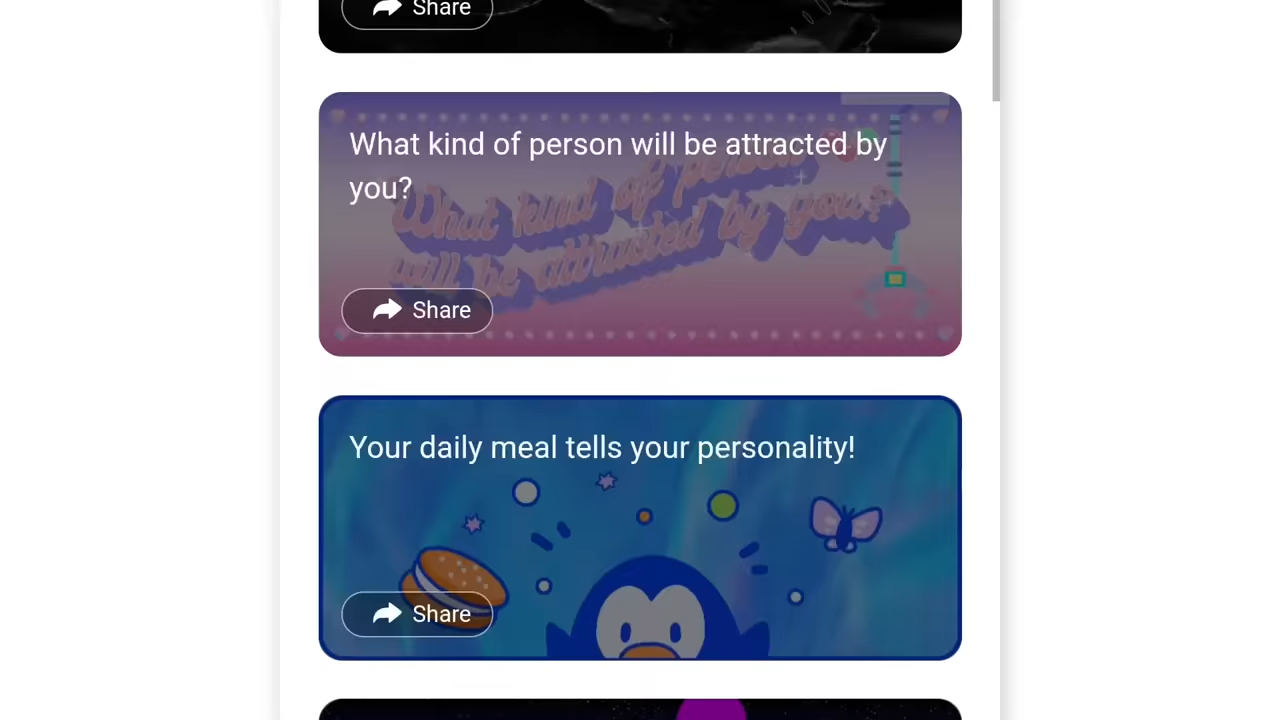 Share
What kind of person will be attracted by
you?
What kind of person
will be attracted by you?
Share
Your daily meal tells your personality!
Share